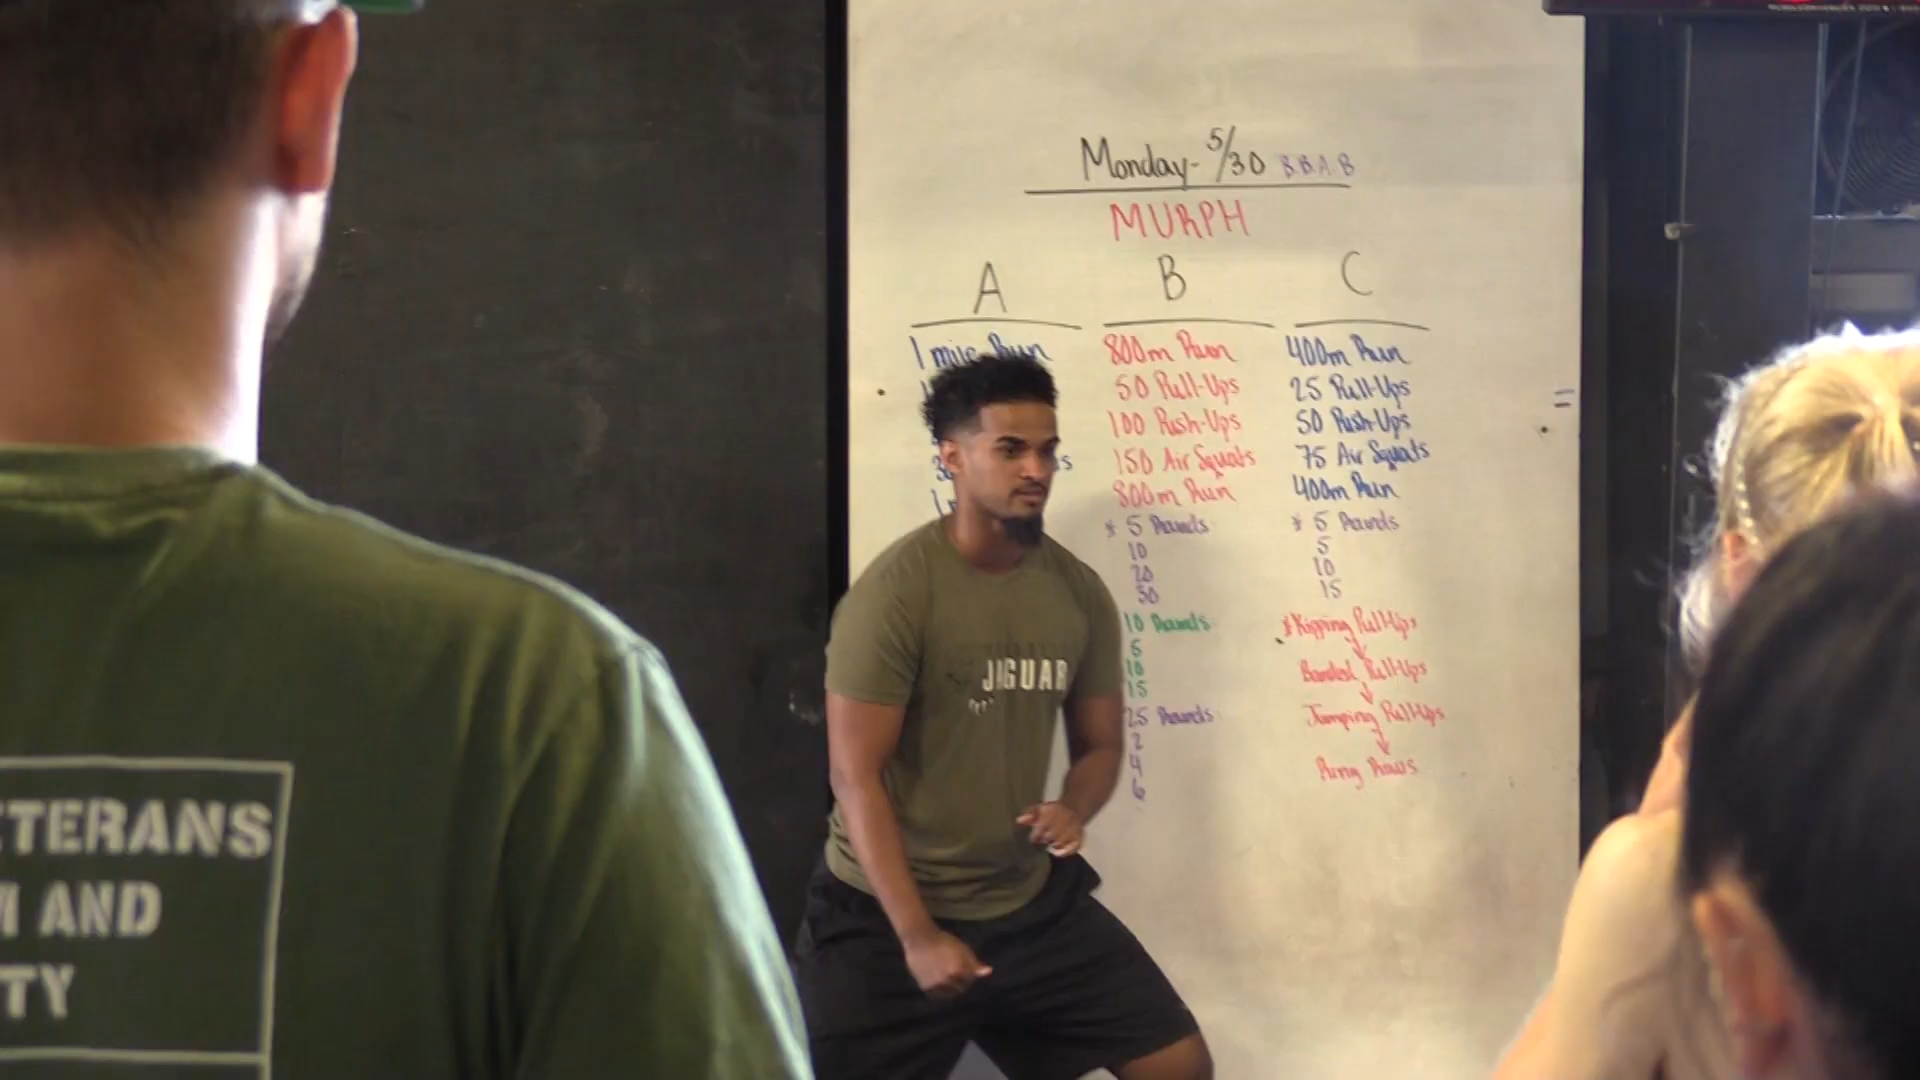 Monday - 5/30 B.B.A.B
MURPH
A
1 mile Run
B
800m Run
50 Pull-Ups
100 Push-Ups
150 Air Squats
800m Run
* 5 Rounds
10
20
30
10 Rounds
5
10
15
25 Rounds
2
4
6
C
400m Run
25 Pull-Ups
50 Push-Ups
75 Air Squats
400m Run
* 5 Rounds
5
10
15
*Kipping Pull-Ups
Banded Pull-Ups
Jumping Pull-Ups
Ring Rows
=
JAGUAR
ETERANS
AND
TY